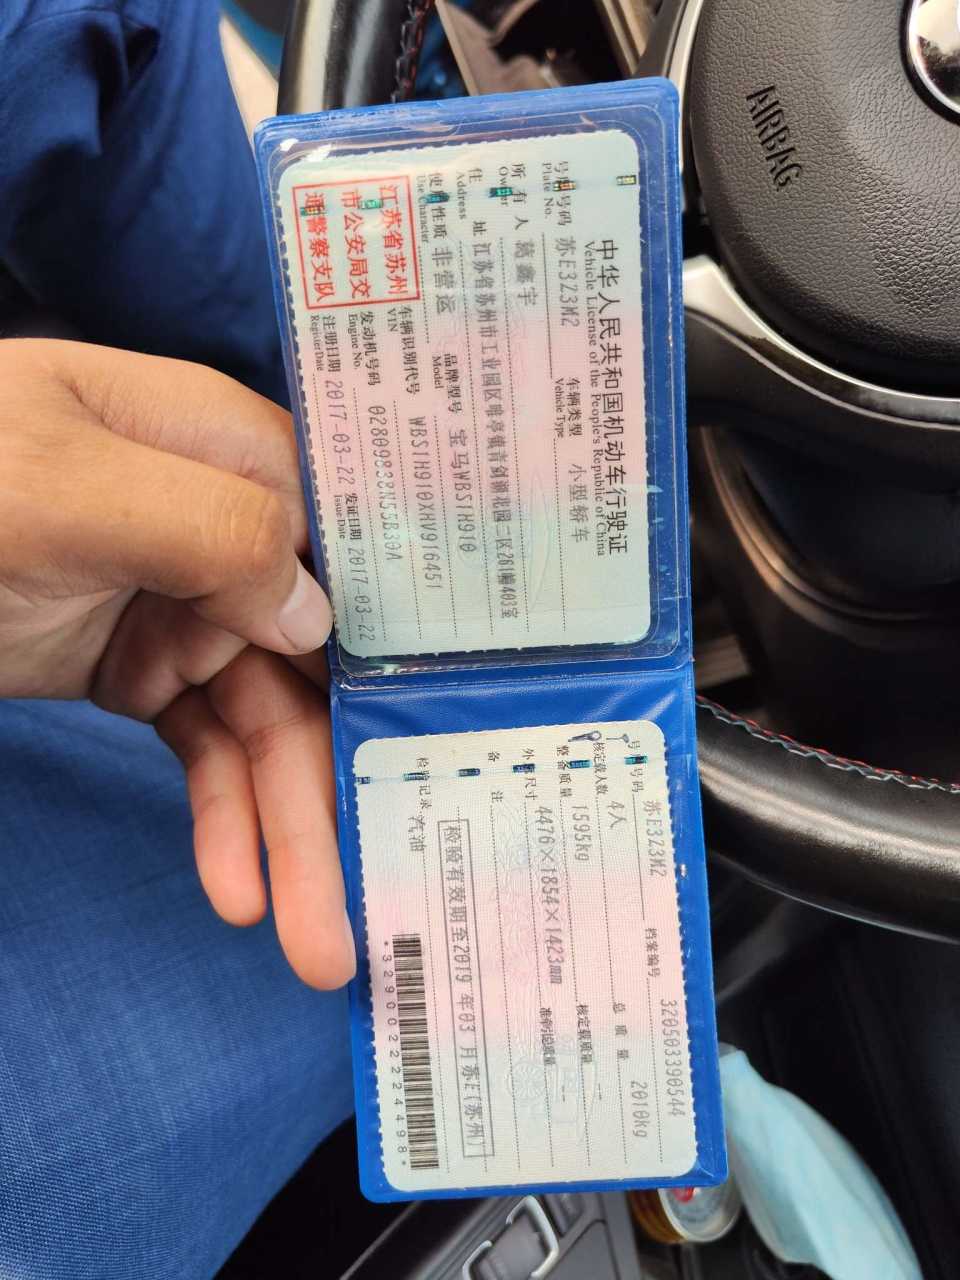 中华人民共和国机动车行驶证
Vehicle License of the People's Republic of China
号牌号码 苏E3Z3M2 车辆类型 小型轿车
Plate No. Vehicle Type
所有人 葛鑫宇
Owner
住址 江苏省苏州市工业园区唯亭镇青剑湖花园二区261幢403室
Address
使用性质 非营运 品牌型号 宝马WBS1H910
Use Character Model
江苏省苏州
市公安局交
通警察支队
车辆识别代号 WBS1H910XHV916451
VIN
发动机号码 02809838N55B30A
Engine No.
注册日期 2017-03-22 发证日期 2017-03-22
Register Date Issue Date
号牌号码 苏E3Z3M2 档案编号 320503390544
核定载人数 4人 总质量 2010kg
整备质量 1595kg 核定载质量 --
外廓尺寸 4476×1854×1423mm 准牵引总质量 --
备注
检验有效期至2019年03月苏E(苏州)
检验记录 汽油
*3290022224498*
AIRBAG